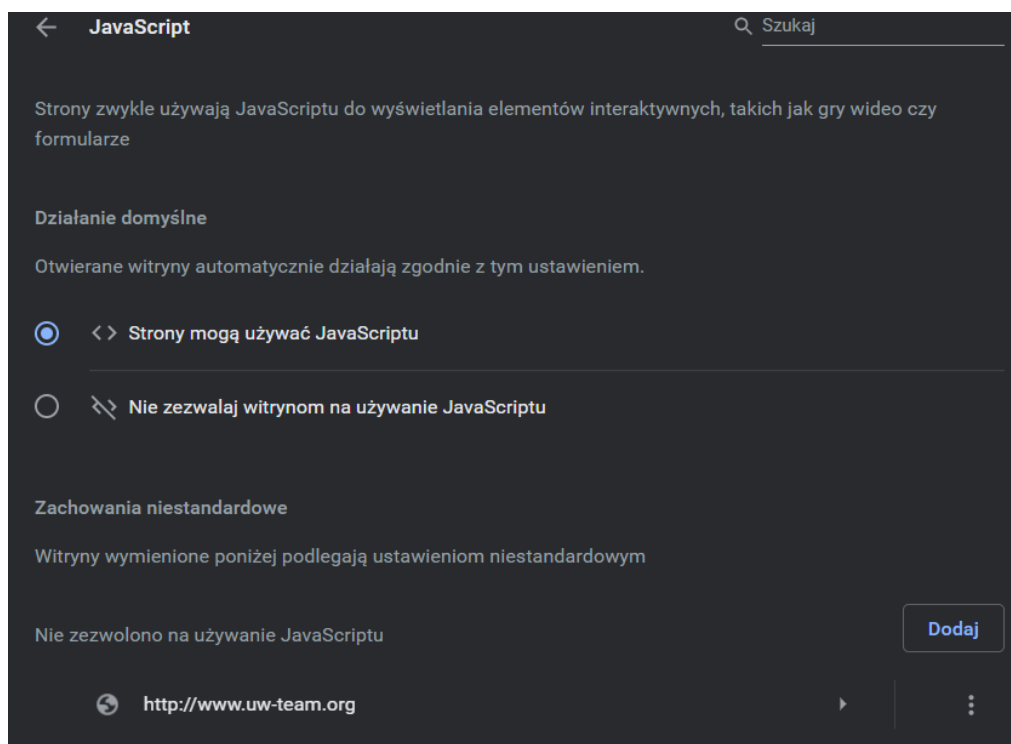 JavaScript
Szukaj
Strony zwykle używają JavaScriptu do wyświetlania elementów interaktywnych, takich jak gry wideo czy
formularze
Działanie domyślne
Otwierane witryny automatycznie działają zgodnie z tym ustawieniem.
Strony mogą używać JavaScriptu
Nie zezwalaj witrynom na używanie JavaScriptu
Zachowania niestandardowe
Witryny wymienione poniżej podlegają ustawieniom niestandardowym
Nie zezwolono na używanie JavaScriptu
Dodaj
http://www.uw-team.org